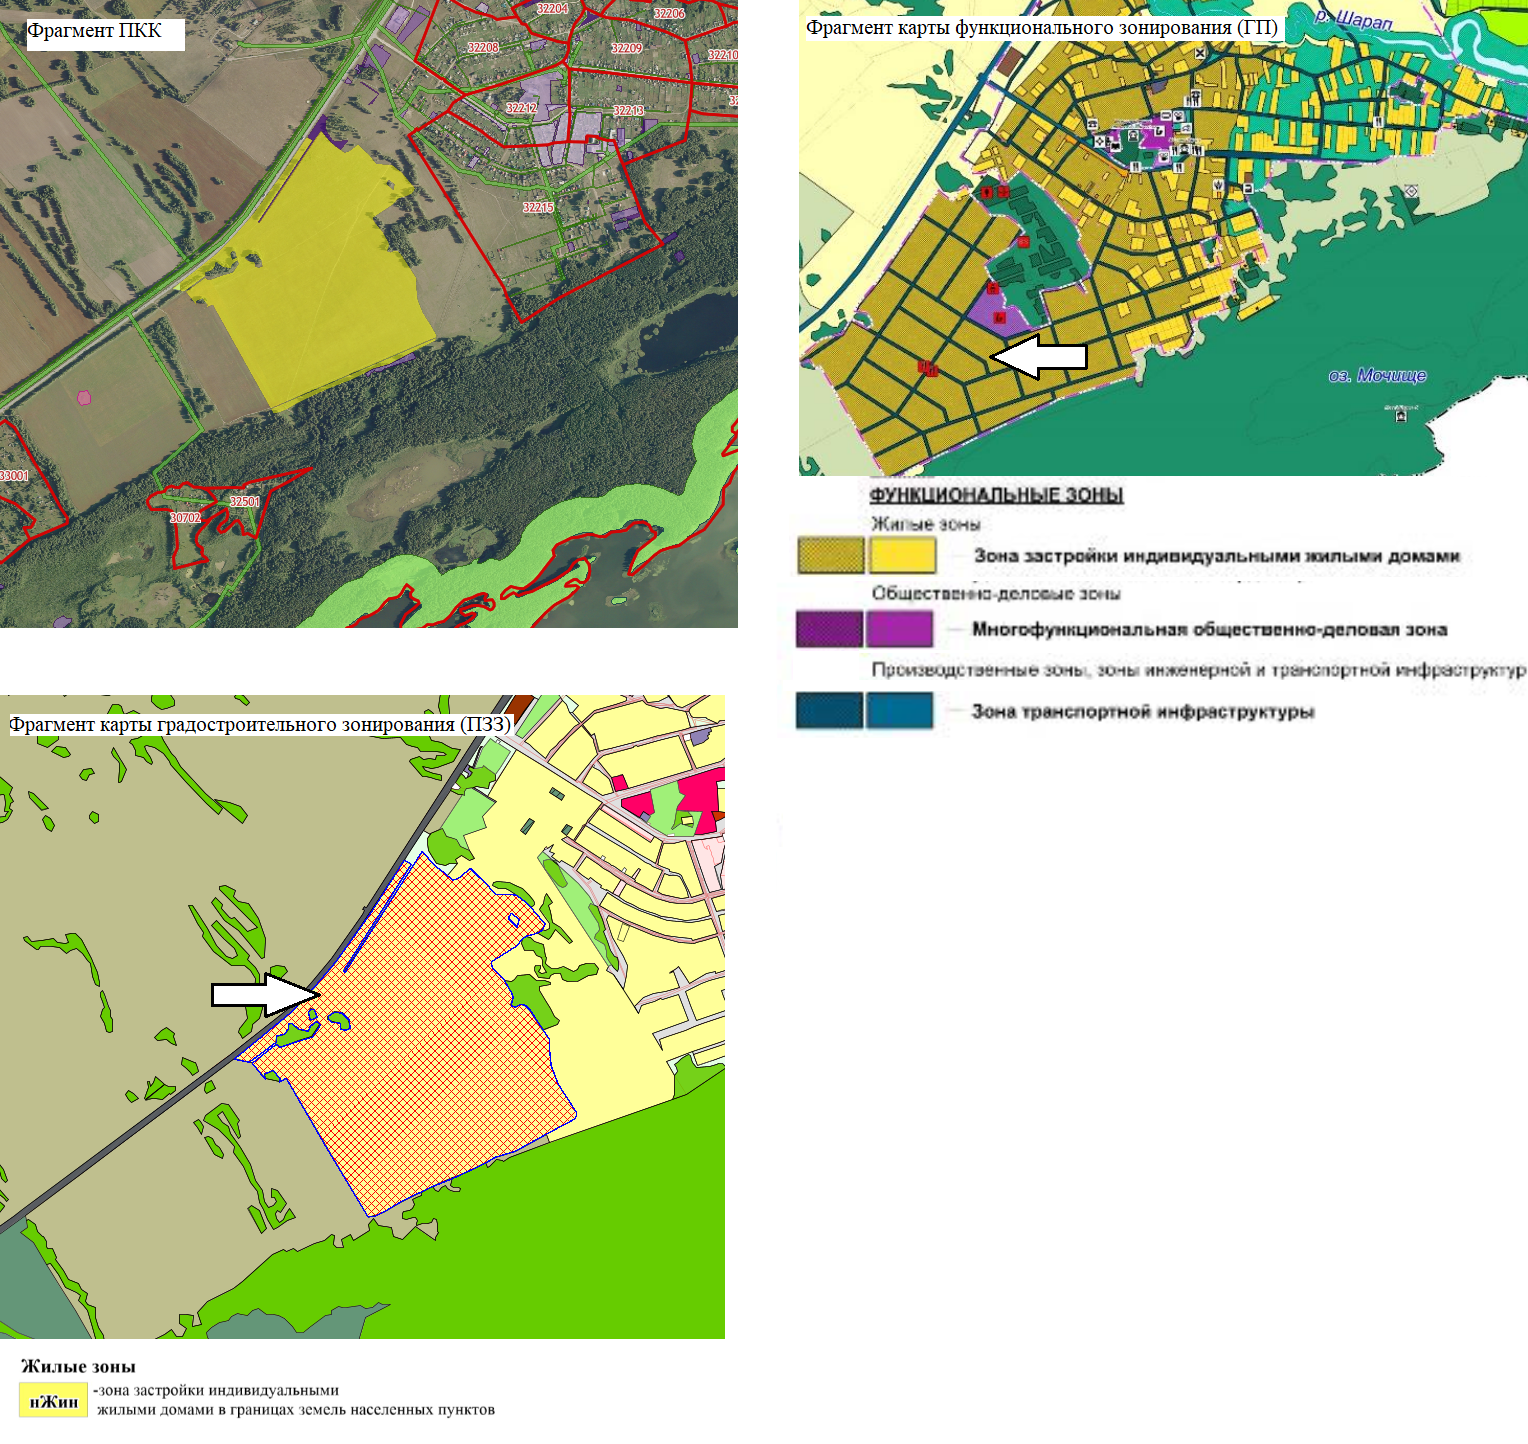 Фрагмент ПКК
32204
32206
32208
32209
32210
32212
32213
32215
33001
32501
30702
Фрагмент карты функционального зонирования (ГП)
р. Шарап
оз. Мочище
ФУНКЦИОНАЛЬНЫЕ ЗОНЫ
Жилые зоны
Зона застройки индивидуальными жилыми домами
Общественно-деловые зоны
Многофункциональная общественно-деловая зона
Производственные зоны, зоны инженерной и транспортной инфраструктур
Зона транспортной инфраструктуры
Фрагмент карты градостроительного зонирования (ПЗЗ)
Жилые зоны
нЖин
-зона застройки индивидуальными
жилыми домами в границах земель населенных пунктов